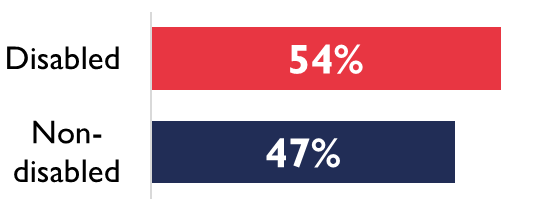 Disabled
54%
Non-
disabled
47%